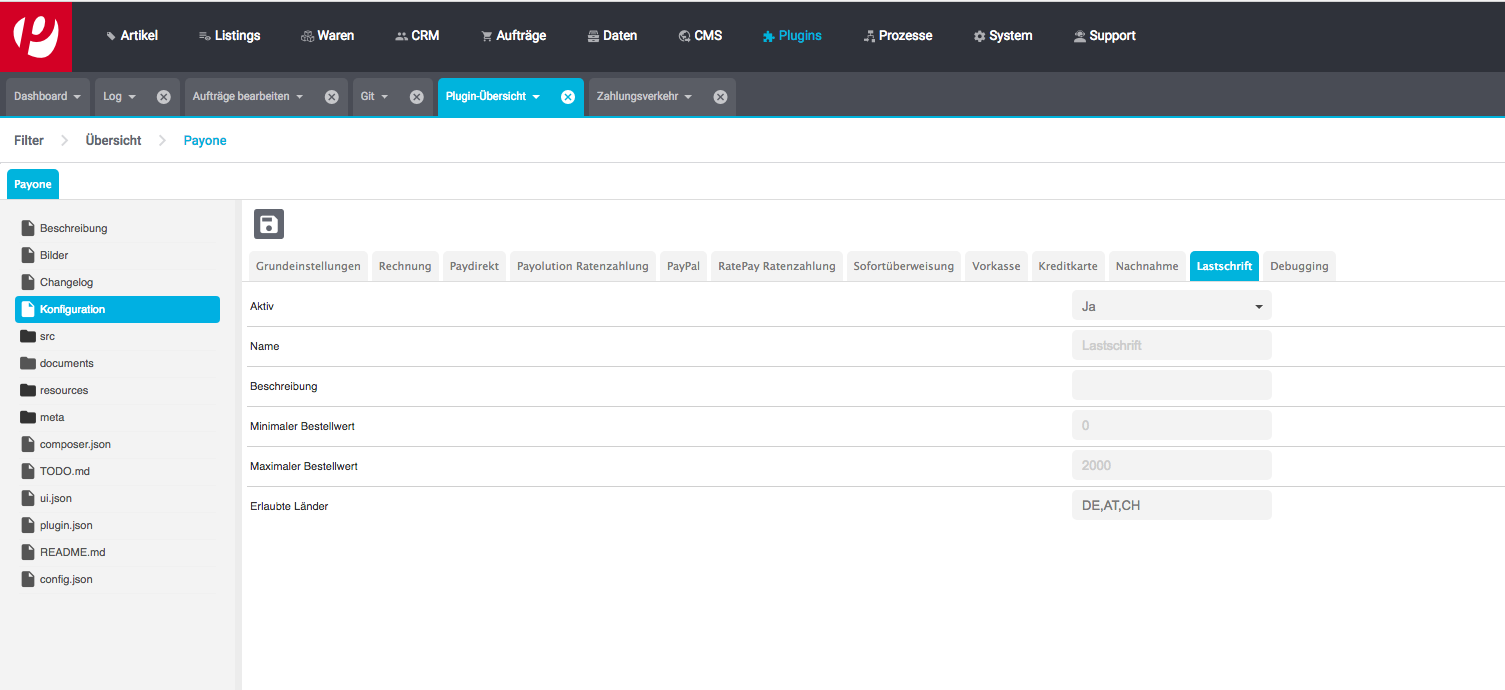 Artikel Listings Waren CRM Aufträge Daten CMS Plugins Prozesse System Support
Dashboard Log Aufträge bearbeiten Git Plugin-Übersicht Zahlungsverkehr
Filter Übersicht Payone
Payone
Beschreibung
Bilder
Changelog
Konfiguration
src
documents
resources
meta
composer.json
TODO.md
ui.json
plugin.json
README.md
config.json
Grundeinstellungen Rechnung Paydirekt Payolution Ratenzahlung PayPal RatePay Ratenzahlung Sofortüberweisung Vorkasse Kreditkarte Nachnahme Lastschrift Debugging
Aktiv Ja
Name Lastschrift
Beschreibung
Minimaler Bestellwert 0
Maximaler Bestellwert 2000
Erlaubte Länder DE,AT,CH